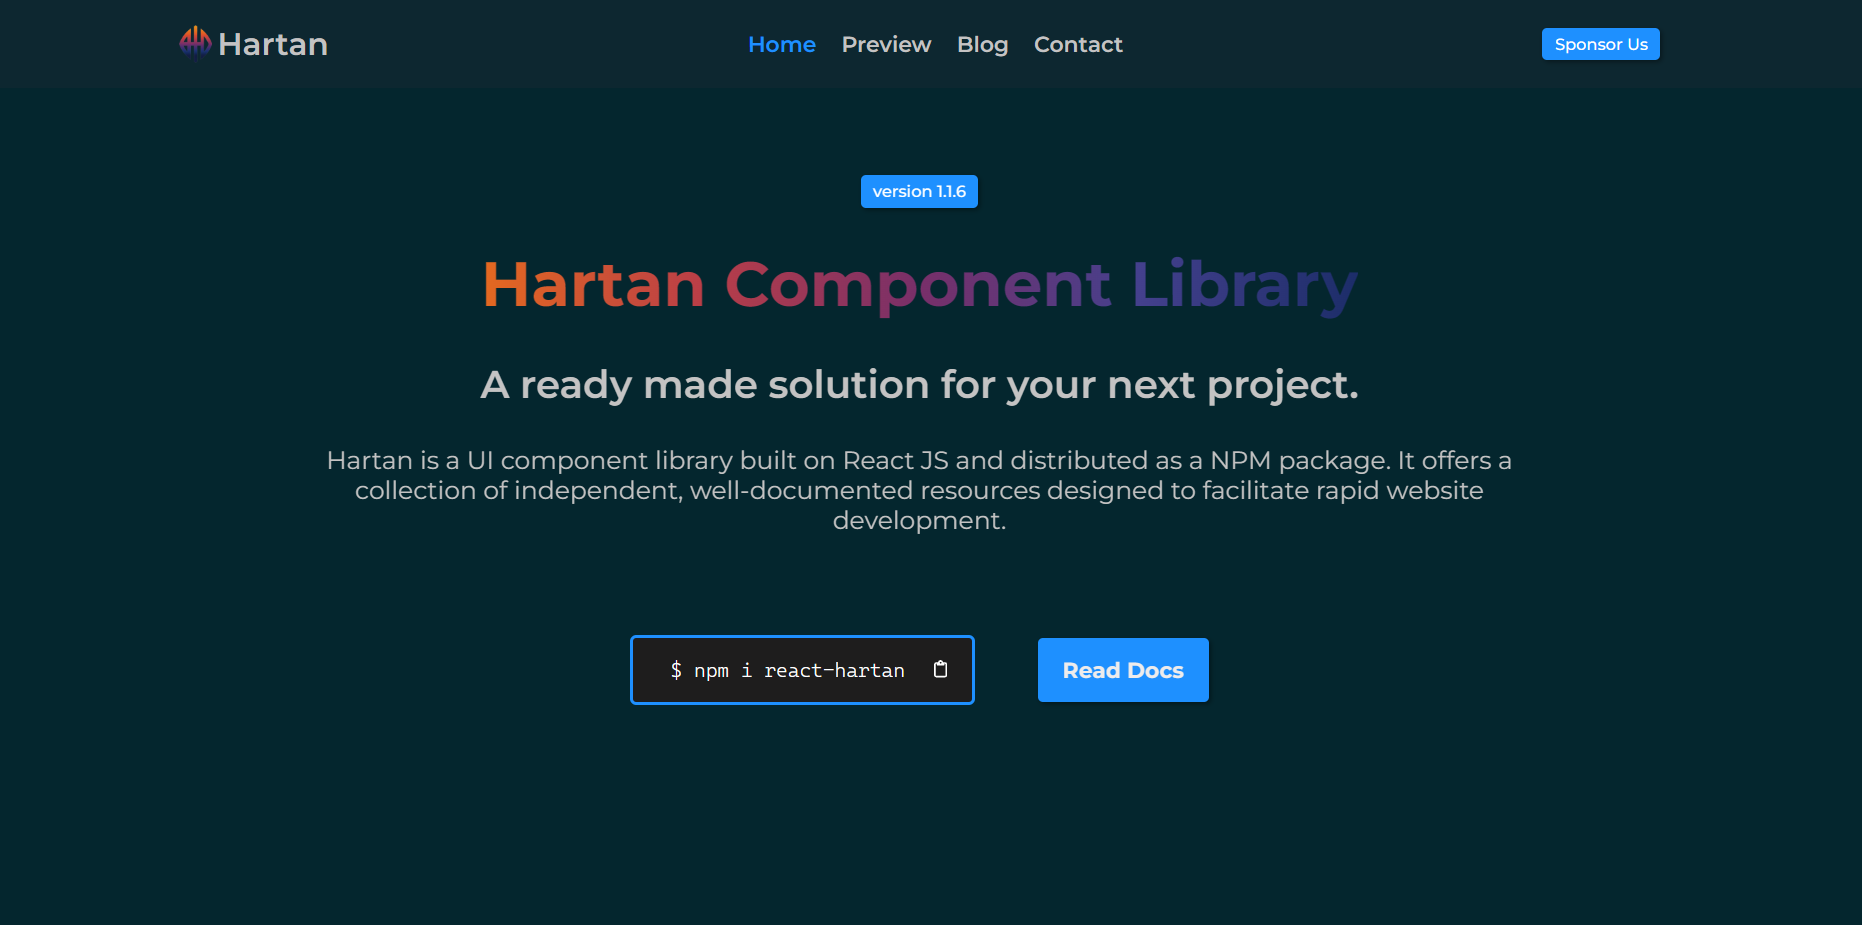 Hartan
Home Preview Blog Contact
Sponsor Us
version 1.1.6
Hartan Component Library
A ready made solution for your next project.
Hartan is a UI component library built on React JS and distributed as a NPM package. It offers a
collection of independent, well-documented resources designed to facilitate rapid website
development.
$ npm i react-hartan
Read Docs